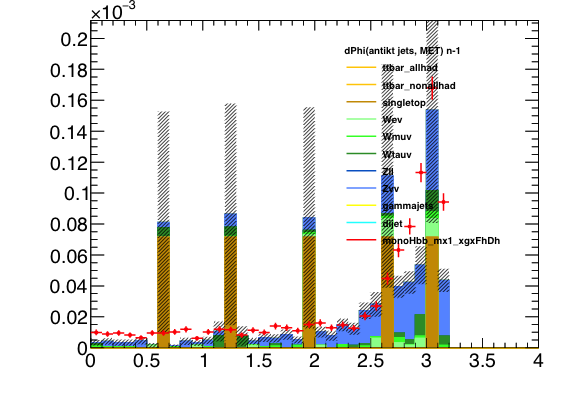 ×10⁻³
dPhi(antikt jets, MET) n-1
ttbar_allhad
ttbar_nonallhad
singletop
Wev
Wmuv
Wtauv
Zll
Zvv
gammajets
dijet
monoHbb_mx1_xgxFhDh
0.2
0.18
0.16
0.14
0.12
0.1
0.08
0.06
0.04
0.02
0
0 0.5 1 1.5 2 2.5 3 3.5 4